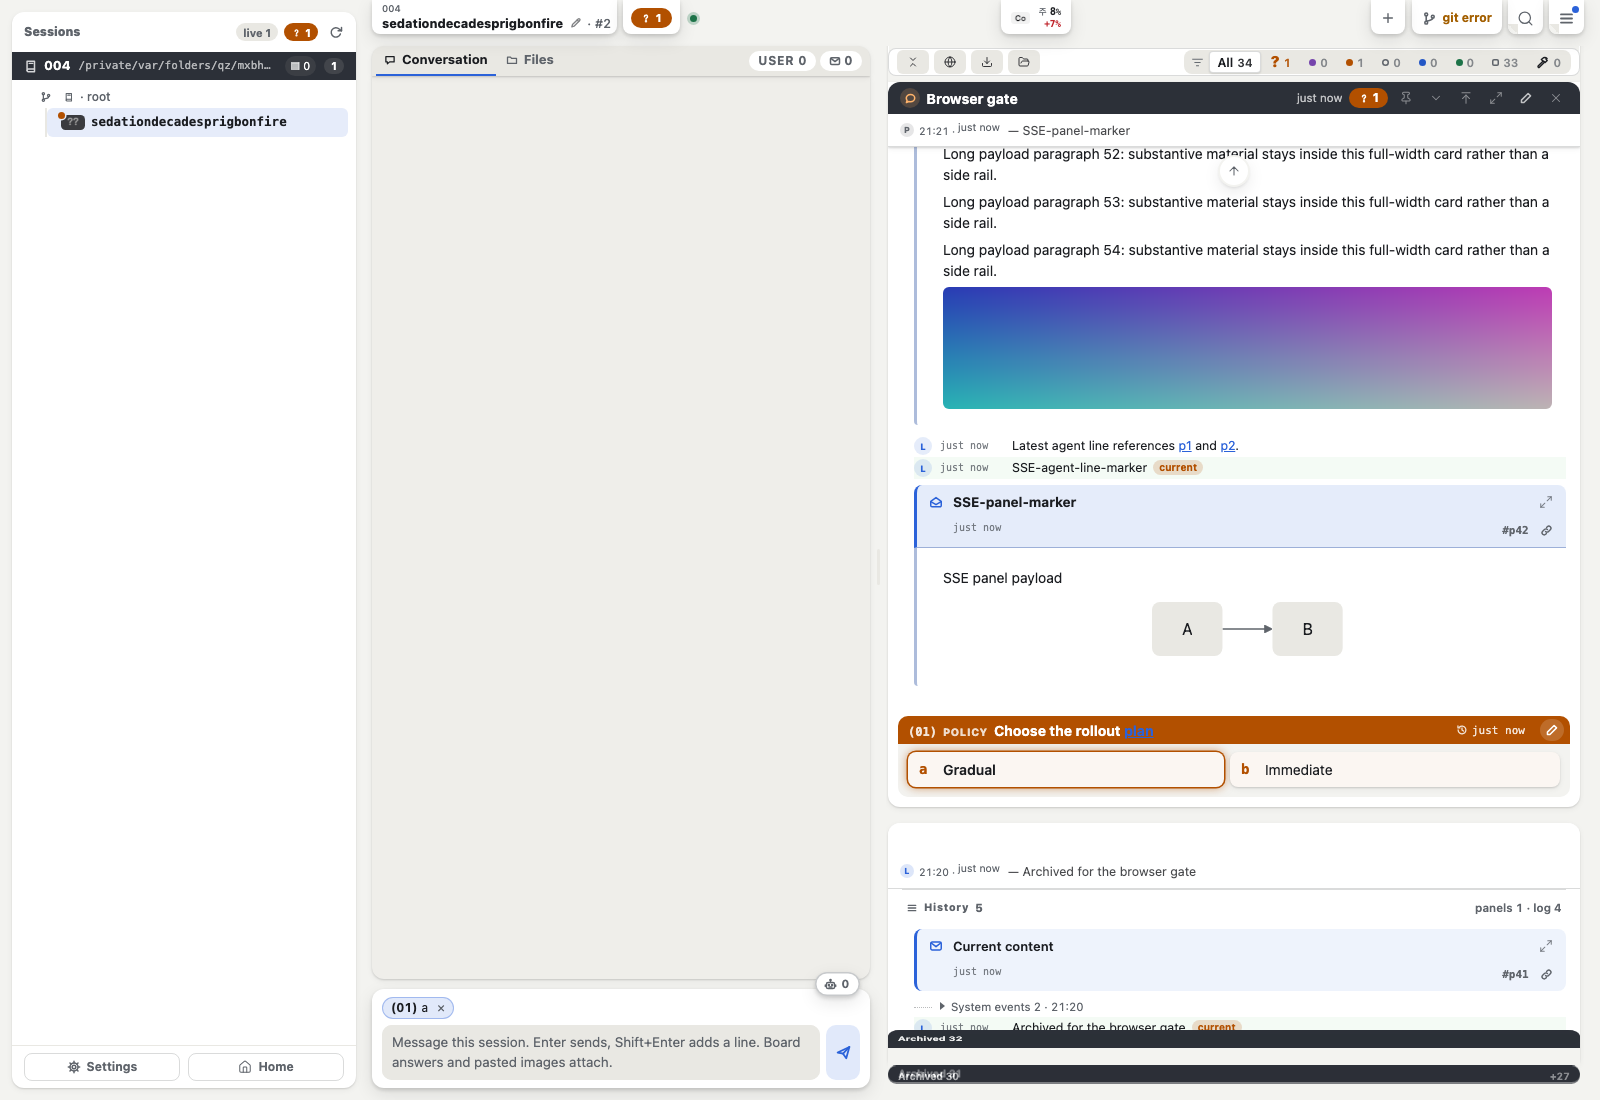 Sessions
live 1
? 1
004 /private/var/folders/qz/mxbh…
0
1
· root
??
sedationdecadesprigbonfire
Settings
Home
004
sedationdecadesprigbonfire · #2
? 1
Conversation
Files
USER 0
0
0
(01) a ×
Message this session. Enter sends, Shift+Enter adds a line. Board
answers and pasted images attach.
Co
8%
+7%
git error
All 34
? 1
0
1
0
0
0
33
0
Browser gate
just now
? 1
P 21:21 · just now — SSE-panel-marker
Long payload paragraph 52: substantive material stays inside this full-width card rather than a
side rail.
Long payload paragraph 53: substantive material stays inside this full-width card rather than a
side rail.
Long payload paragraph 54: substantive material stays inside this full-width card rather than a
side rail.
L just now Latest agent line references p1 and p2.
L just now SSE-agent-line-marker current
SSE-panel-marker
just now
#p42
SSE panel payload
A
B
(01) POLICY Choose the rollout plan
just now
a Gradual
b Immediate
L 21:20 · just now — Archived for the browser gate
History 5
panels 1 · log 4
Current content
just now
#p41
System events 2 · 21:20
L just now Archived for the browser gate current
Archived 32
Archived 30
+27